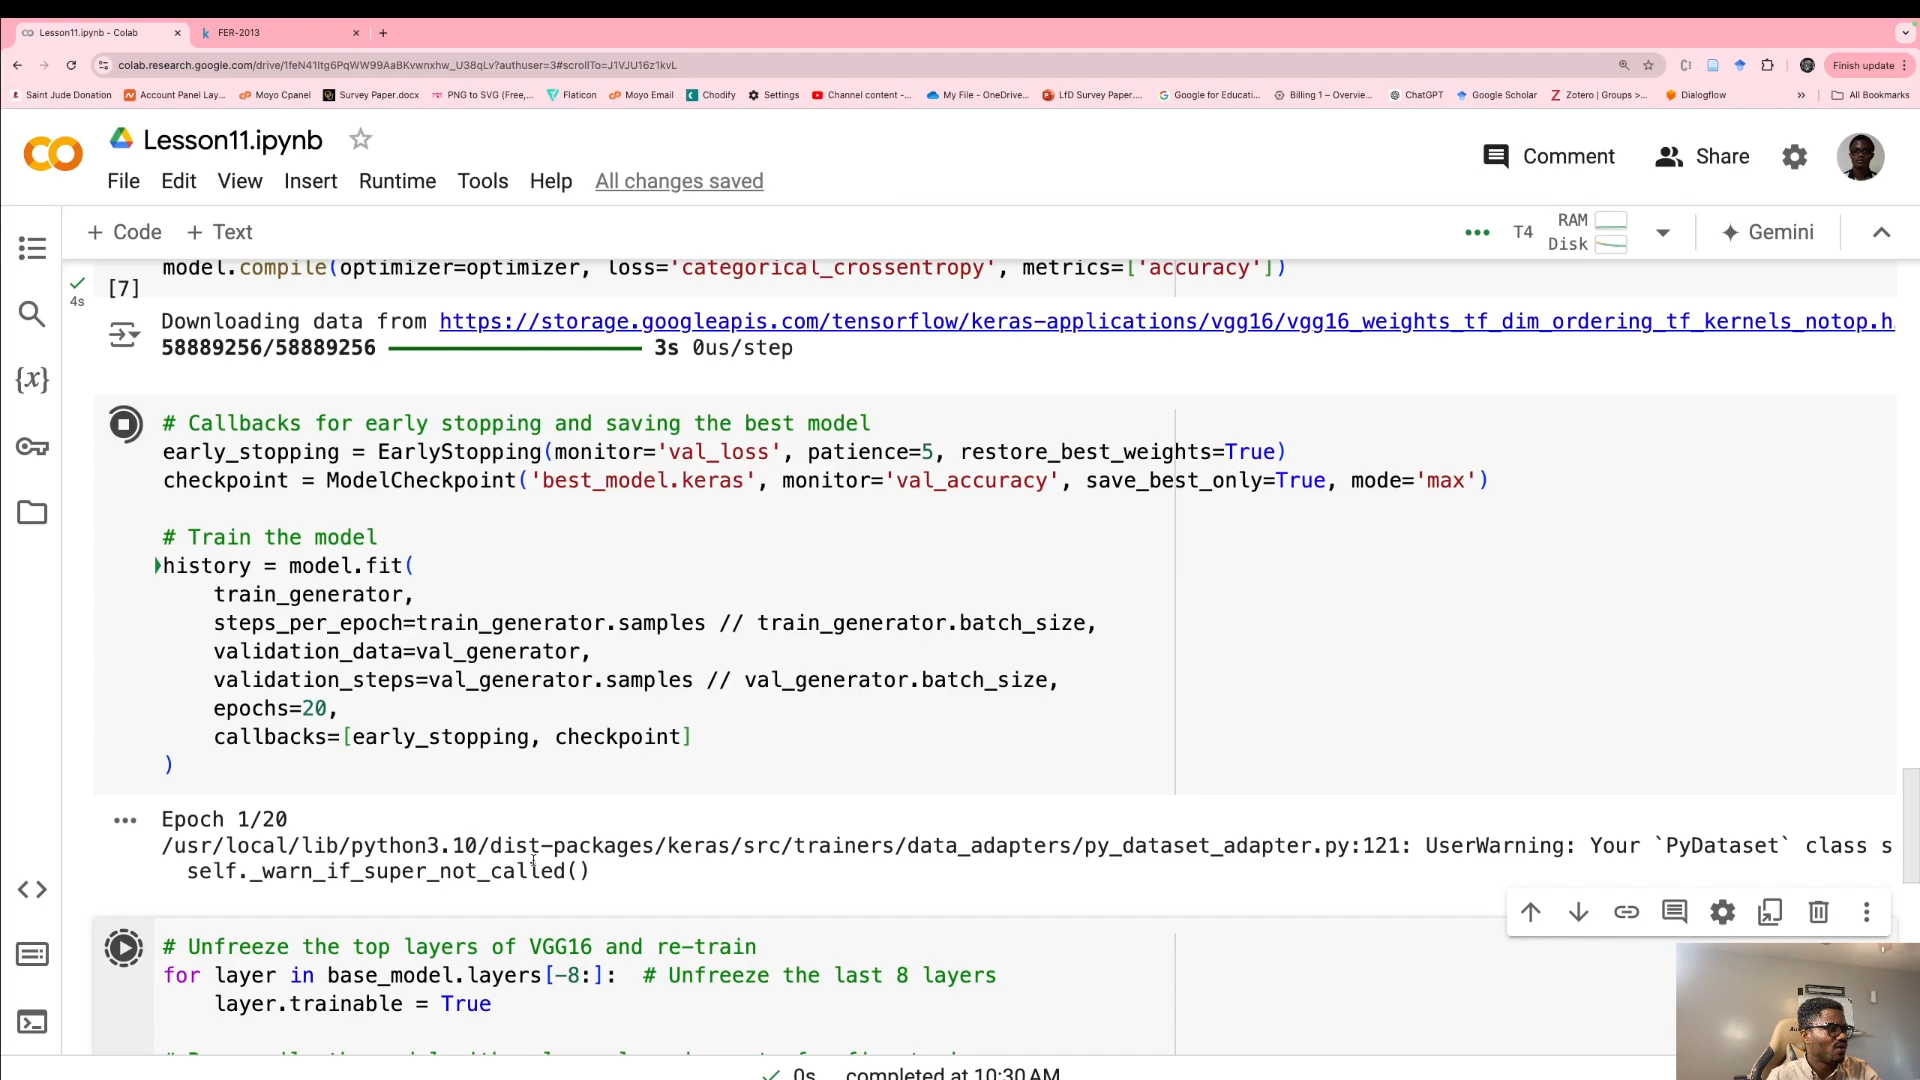 Lesson11.ipynb - Colab
FER-2013
colab.research.google.com/drive/1feN41Itg6PqWW99AaBKvwnxhw_U38qLv?authuser=3#scrollTo=J1VJU16z1kvL
Finish update
Saint Jude Donation
Account Panel Lay...
Moyo Cpanel
Survey Paper.docx
PNG to SVG (Free,...
Flaticon
Moyo Email
Chodify
Settings
Channel content -...
My File - OneDrive...
LfD Survey Paper....
Google for Educati...
Billing 1 – Overvie...
ChatGPT
Google Scholar
Zotero | Groups >...
Dialogflow
All Bookmarks
Lesson11.ipynb
Comment
Share
File Edit View Insert Runtime Tools Help All changes saved
+ Code + Text
T4
RAM
Disk
Gemini
model.compile(optimizer=optimizer, loss='categorical_crossentropy', metrics=['accuracy'])
[7]
4s
Downloading data from https://storage.googleapis.com/tensorflow/keras-applications/vgg16/vgg16_weights_tf_dim_ordering_tf_kernels_notop.h
58889256/58889256 3s 0us/step
# Callbacks for early stopping and saving the best model
early_stopping = EarlyStopping(monitor='val_loss', patience=5, restore_best_weights=True)
checkpoint = ModelCheckpoint('best_model.keras', monitor='val_accuracy', save_best_only=True, mode='max')
# Train the model
history = model.fit(
train_generator,
steps_per_epoch=train_generator.samples // train_generator.batch_size,
validation_data=val_generator,
validation_steps=val_generator.samples // val_generator.batch_size,
epochs=20,
callbacks=[early_stopping, checkpoint]
)
Epoch 1/20
/usr/local/lib/python3.10/dist-packages/keras/src/trainers/data_adapters/py_dataset_adapter.py:121: UserWarning: Your `PyDataset` class s
self._warn_if_super_not_called()
# Unfreeze the top layers of VGG16 and re-train
for layer in base_model.layers[-8:]: # Unfreeze the last 8 layers
layer.trainable = True
0s completed at 10:30 AM